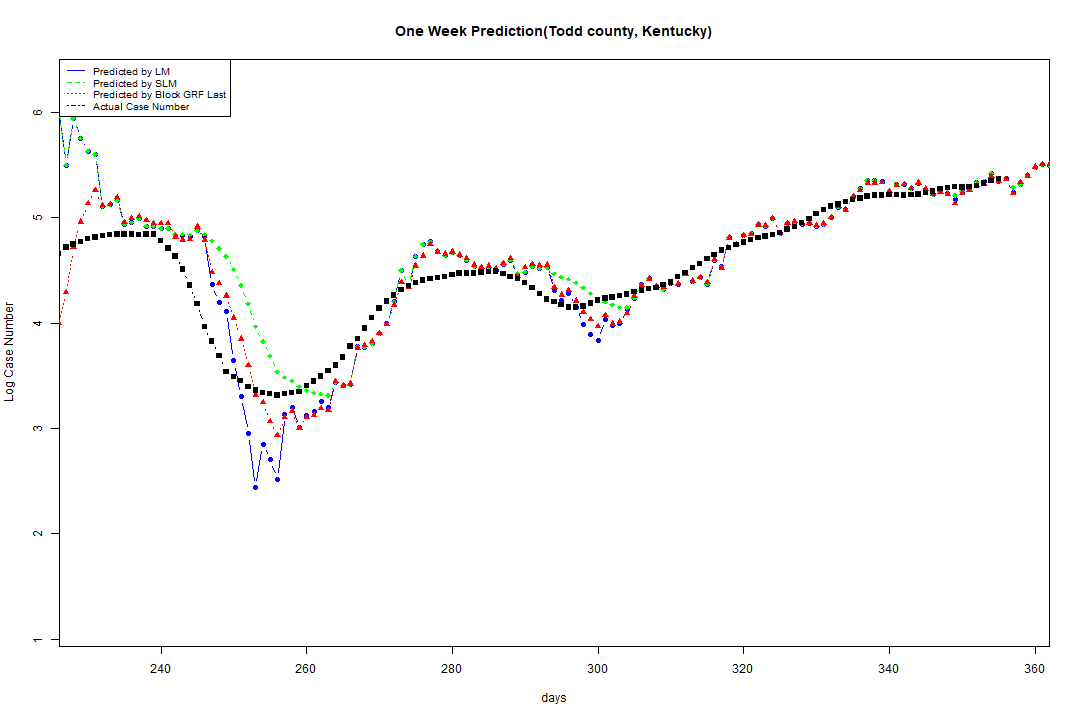 One Week Prediction(Todd county, Kentucky)
Predicted by LM
Predicted by SLM
Predicted by Block GRF Last
Actual Case Number
6
5
4
3
2
1
Log Case Number
240 260 280 300 320 340 360
days